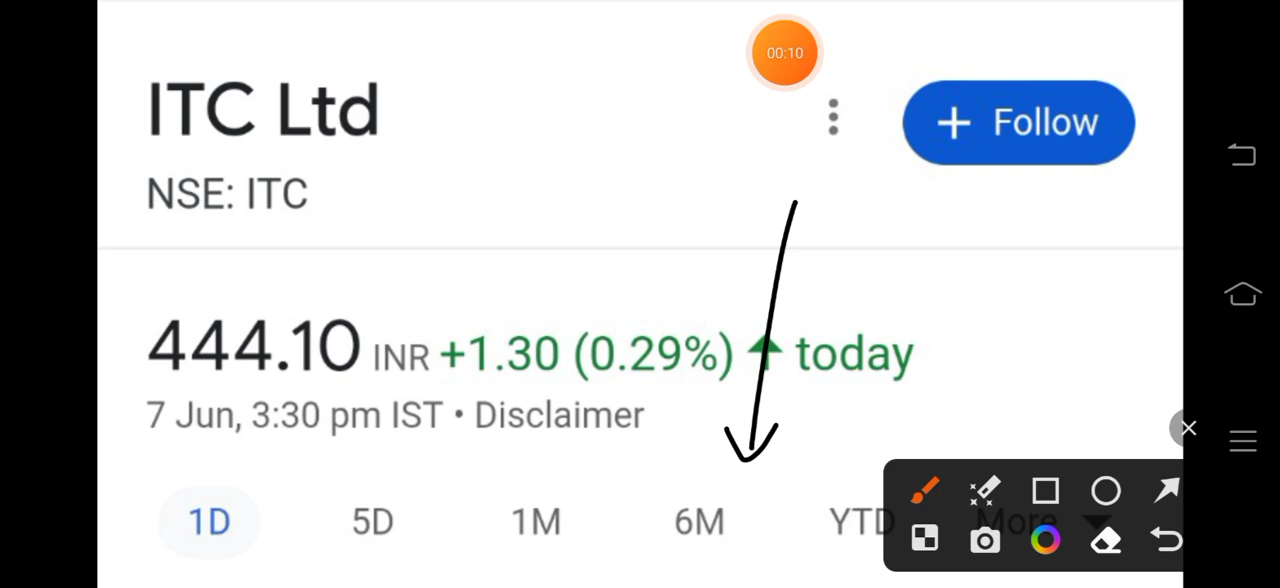 00:10
ITC Ltd
+ Follow
NSE: ITC
444.10 INR +1.30 (0.29%) ↑ today
7 Jun, 3:30 pm IST • Disclaimer
1D 5D 1M 6M YTD More